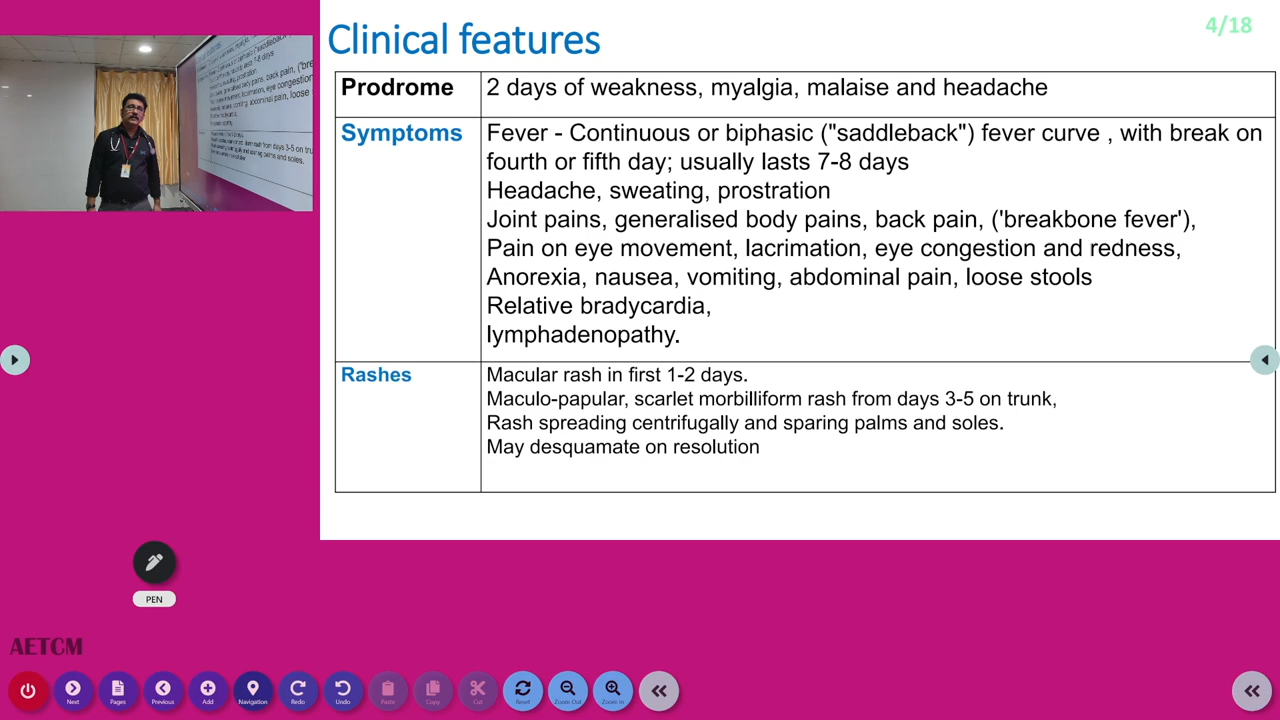 Clinical features
4/18
Prodrome
2 days of weakness, myalgia, malaise and headache
Symptoms
Fever - Continuous or biphasic ("saddleback") fever curve , with break on
fourth or fifth day; usually lasts 7-8 days
Headache, sweating, prostration
Joint pains, generalised body pains, back pain, ('breakbone fever'),
Pain on eye movement, lacrimation, eye congestion and redness,
Anorexia, nausea, vomiting, abdominal pain, loose stools
Relative bradycardia,
lymphadenopathy.
Rashes
Macular rash in first 1-2 days.
Maculo-papular, scarlet morbilliform rash from days 3-5 on trunk,
Rash spreading centrifugally and sparing palms and soles.
May desquamate on resolution
PEN
AETCM
Next
Pages
Previous
Add
Navigation
Redo
Undo
Paste
Copy
Cut
Reset
Zoom Out
Zoom In